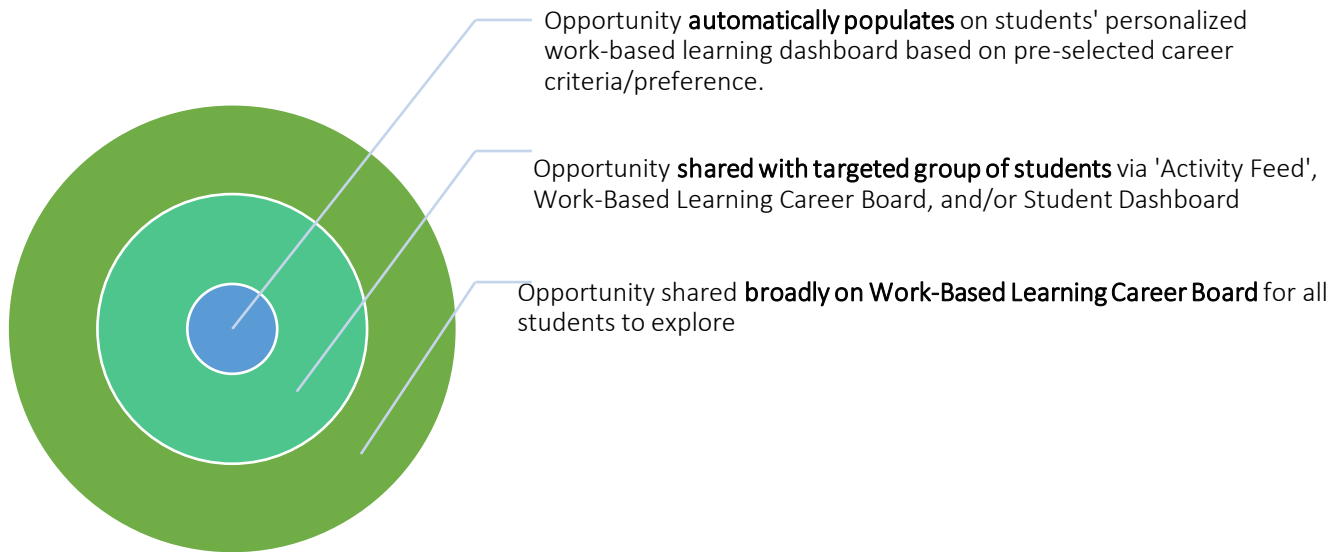 Opportunity automatically populates on students' personalized
work-based learning dashboard based on pre-selected career
criteria/preference.
Opportunity shared with targeted group of students via 'Activity Feed',
Work-Based Learning Career Board, and/or Student Dashboard
Opportunity shared broadly on Work-Based Learning Career Board for all
students to explore